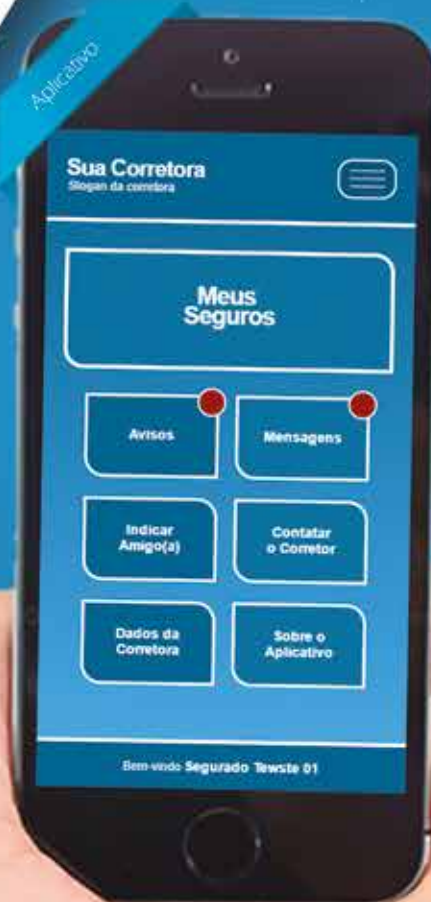 Aplicativo
Sua Corretora
Slogan da corretora
Meus
Seguros
Avisos
Mensagens
Indicar
Amigo(a)
Contatar
o Corretor
Dados da
Corretora
Sobre o
Aplicativo
Bem-vindo Segurado Tewste 01